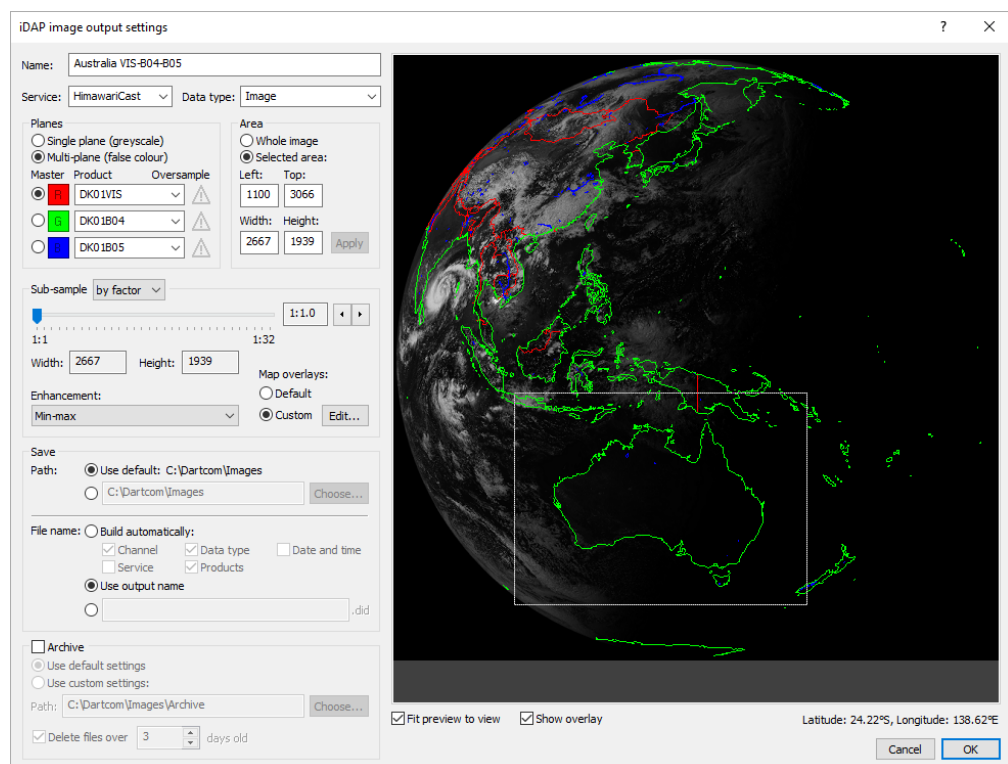 iDAP image output settings ? ×
Name: Australia VIS-B04-B05
Service: HimawariCast Data type: Image
Planes
Single plane (greyscale)
Multi-plane (false colour)
Master Product Oversample
R DK01VIS
G DK01B04
DK01B05
Area
Whole image
Selected area:
Left: Top:
1100 3066
Width: Height:
2667 1939 Apply
Sub-sample by factor
1:1.0
1:1 1:32
Width: 2667 Height: 1939
Enhancement:
Min-max
Map overlays:
Default
Custom Edit...
Save
Path: Use default: C:\Dartcom\Images
C:\Dartcom\Images Choose...
File name: Build automatically:
Channel Data type Date and time
Service Products
Use output name
.did
Archive
Use default settings
Use custom settings:
Path: C:\Dartcom\Images\Archive Choose...
Delete files over 3 days old
Fit preview to view Show overlay
Latitude: 24.22°S, Longitude: 138.62°E
Cancel OK